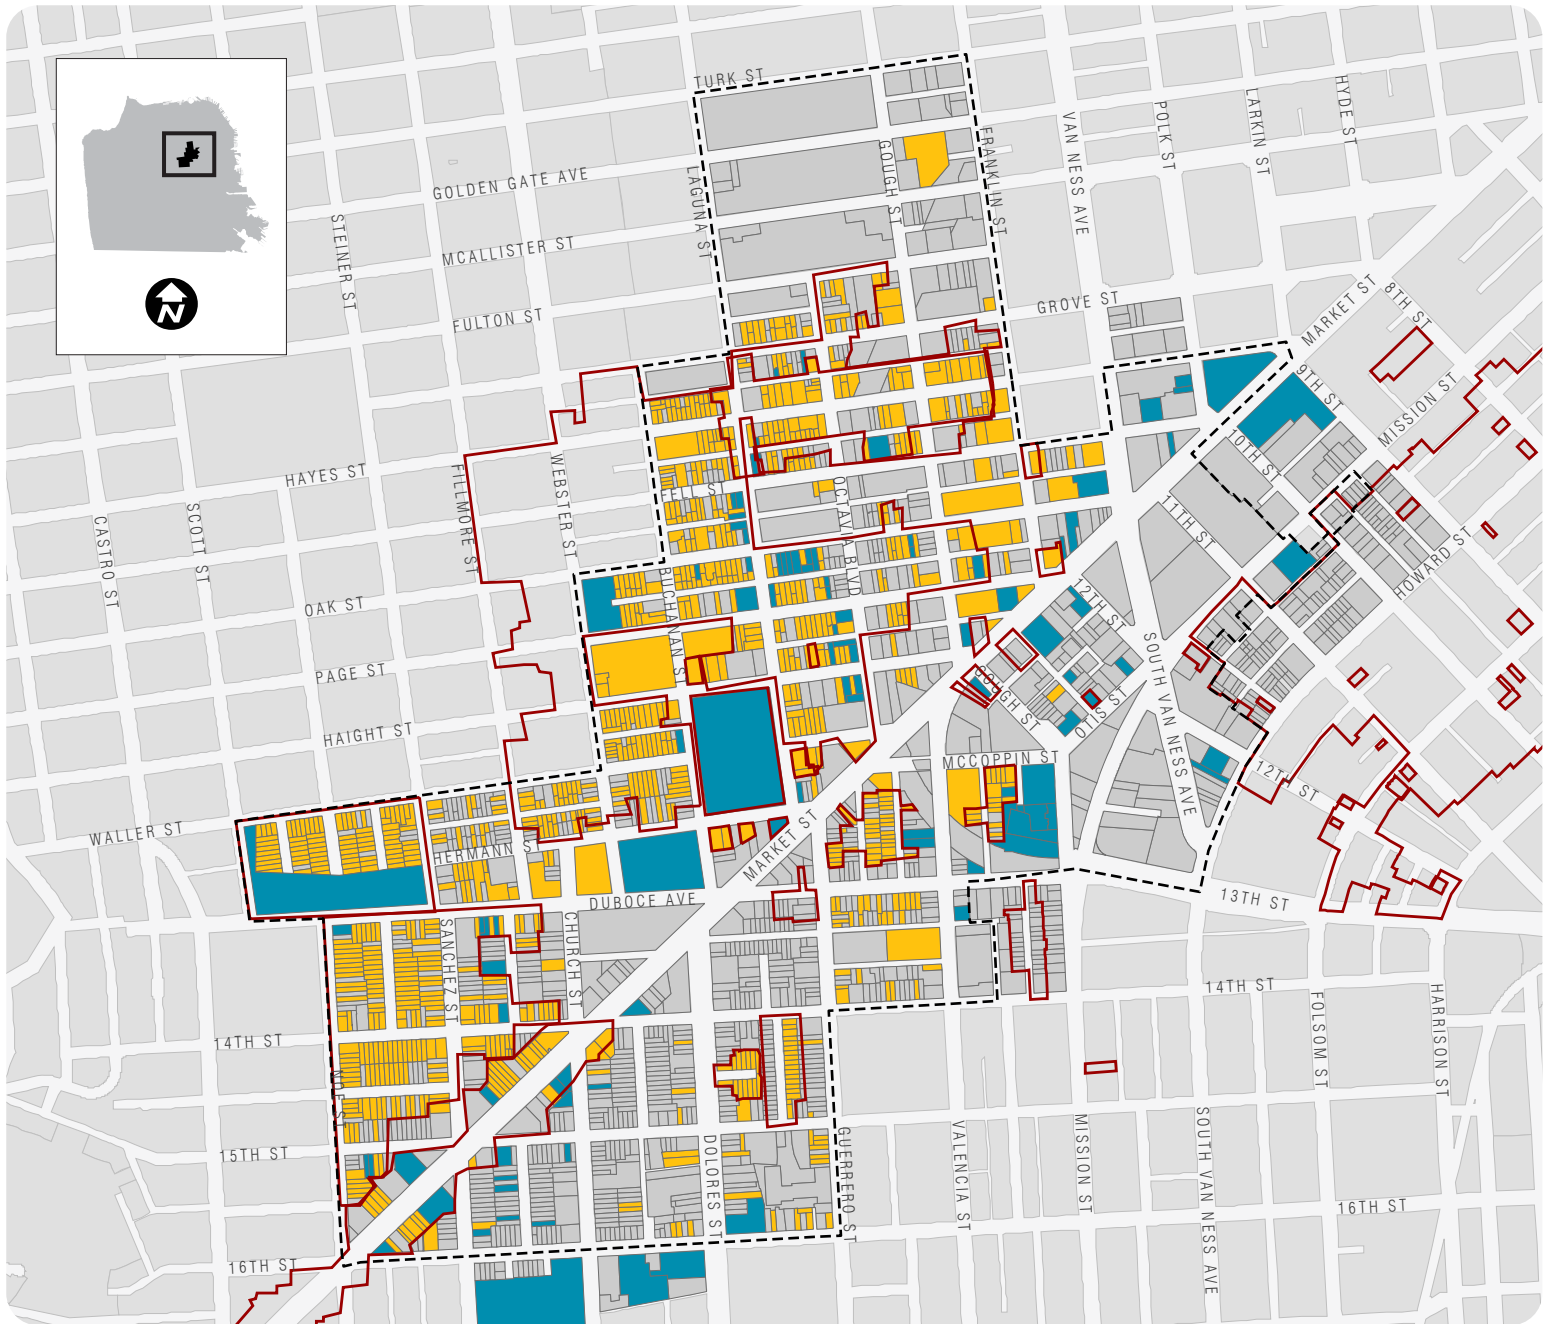 TURK ST
GOLDEN GATE AVE
MCALLISTER ST
FULTON ST
STEINER ST
LAGUNA ST
GOUGH ST
FRANKLIN ST
VAN NESS AVE
POLK ST
LARKIN ST
HYDE ST
N
GROVE ST
MARKET ST
8TH ST
9TH ST
MISSION ST
10TH ST
11TH ST
HOWARD ST
HAYES ST
FILLMORE ST
WEBSTER ST
FELL ST
OCTAVIA BLVD
CASTRO ST
SCOTT ST
OAK ST
BUCHANAN ST
12TH ST
PAGE ST
GOUGH ST
OTIS ST
SOUTH VAN NESS AVE
HAIGHT ST
MCCOPPIN ST
12TH ST
WALLER ST
HERMANN ST
MARKET ST
DUBOCE AVE
13TH ST
SANCHEZ ST
CHURCH ST
14TH ST
FOLSOM ST
HARRISON ST
14TH ST
NOE ST
15TH ST
DOLORES ST
GUERRERO ST
VALENCIA ST
MISSION ST
SOUTH VAN NESS AVE
16TH ST
16TH ST